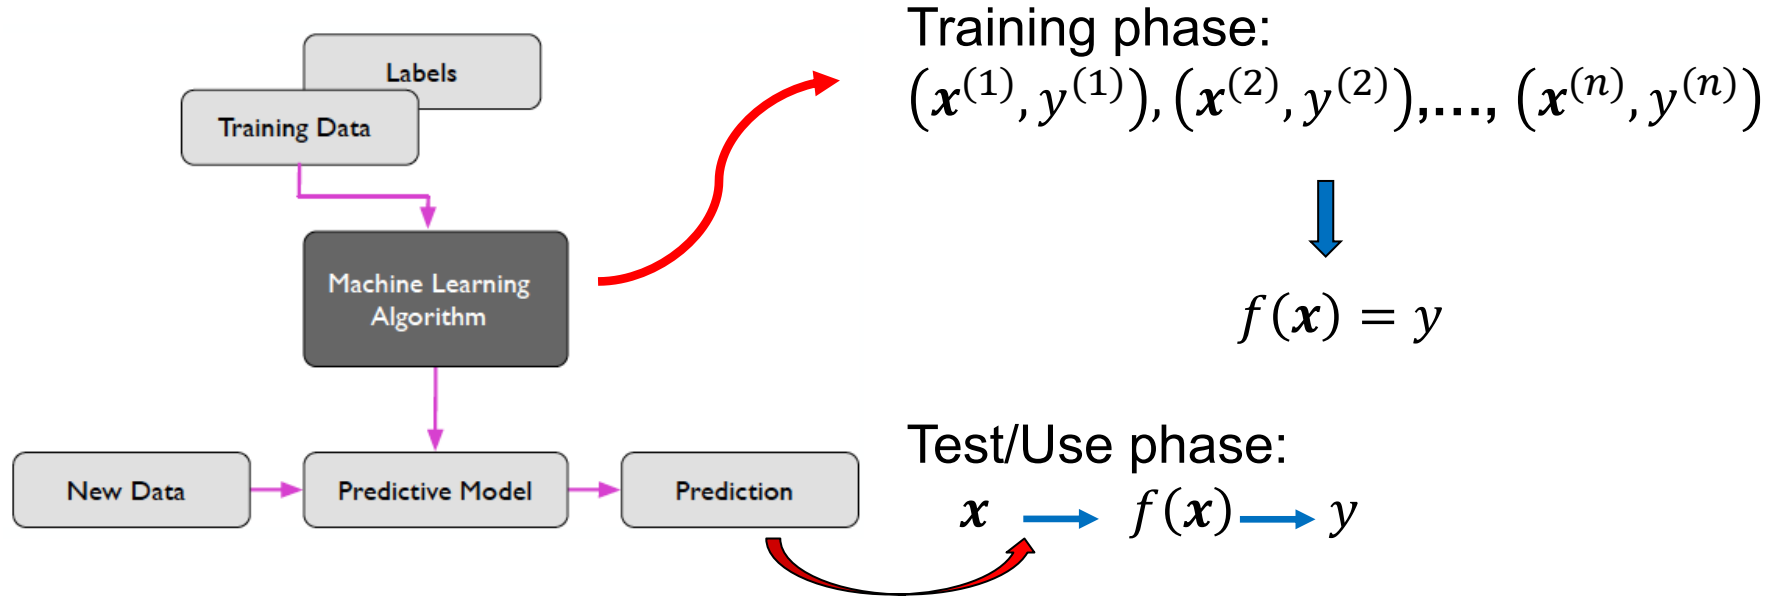 Labels
Training Data
Machine Learning
Algorithm
New Data
Predictive Model
Prediction
Training phase:
(x^(1), y^(1)), (x^(2), y^(2)),…., (x^(n), y^(n))
f(x) = y
Test/Use phase:
x f(x) y